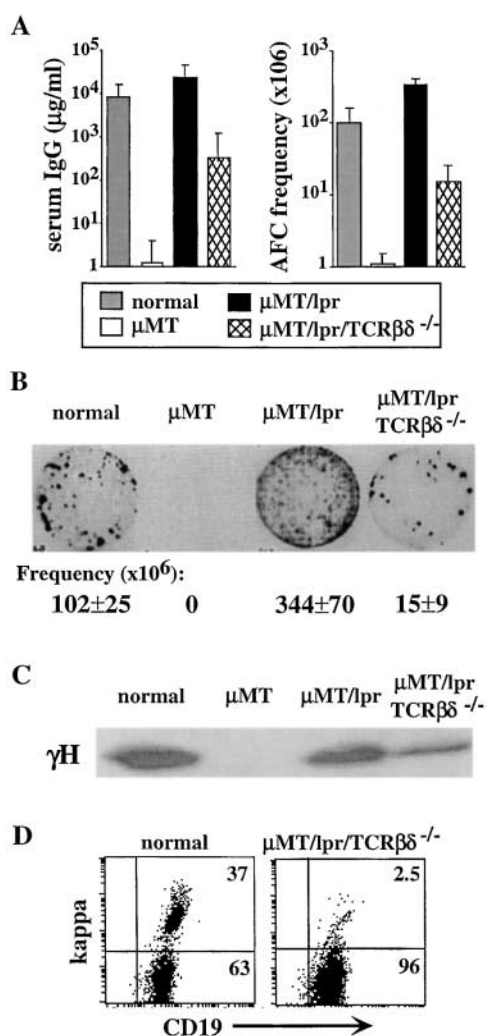 A
serum IgG (µg/ml)
10⁵
10⁴
10³
10²
10¹
1
AFC frequency (x106)
10³
10²
10¹
1
normal
µMT/lpr
µMT
µMT/lpr/TCRβδ -/-
B
normal
µMT
µMT/lpr
µMT/lpr
TCRβδ -/-
Frequency (x10⁶):
102±25 0 344±70 15±9
C
normal
µMT
µMT/lpr
µMT/lpr
TCRβδ -/-
γH
D
normal
µMT/lpr/TCRβδ -/-
kappa
37
63
2.5
96
CD19